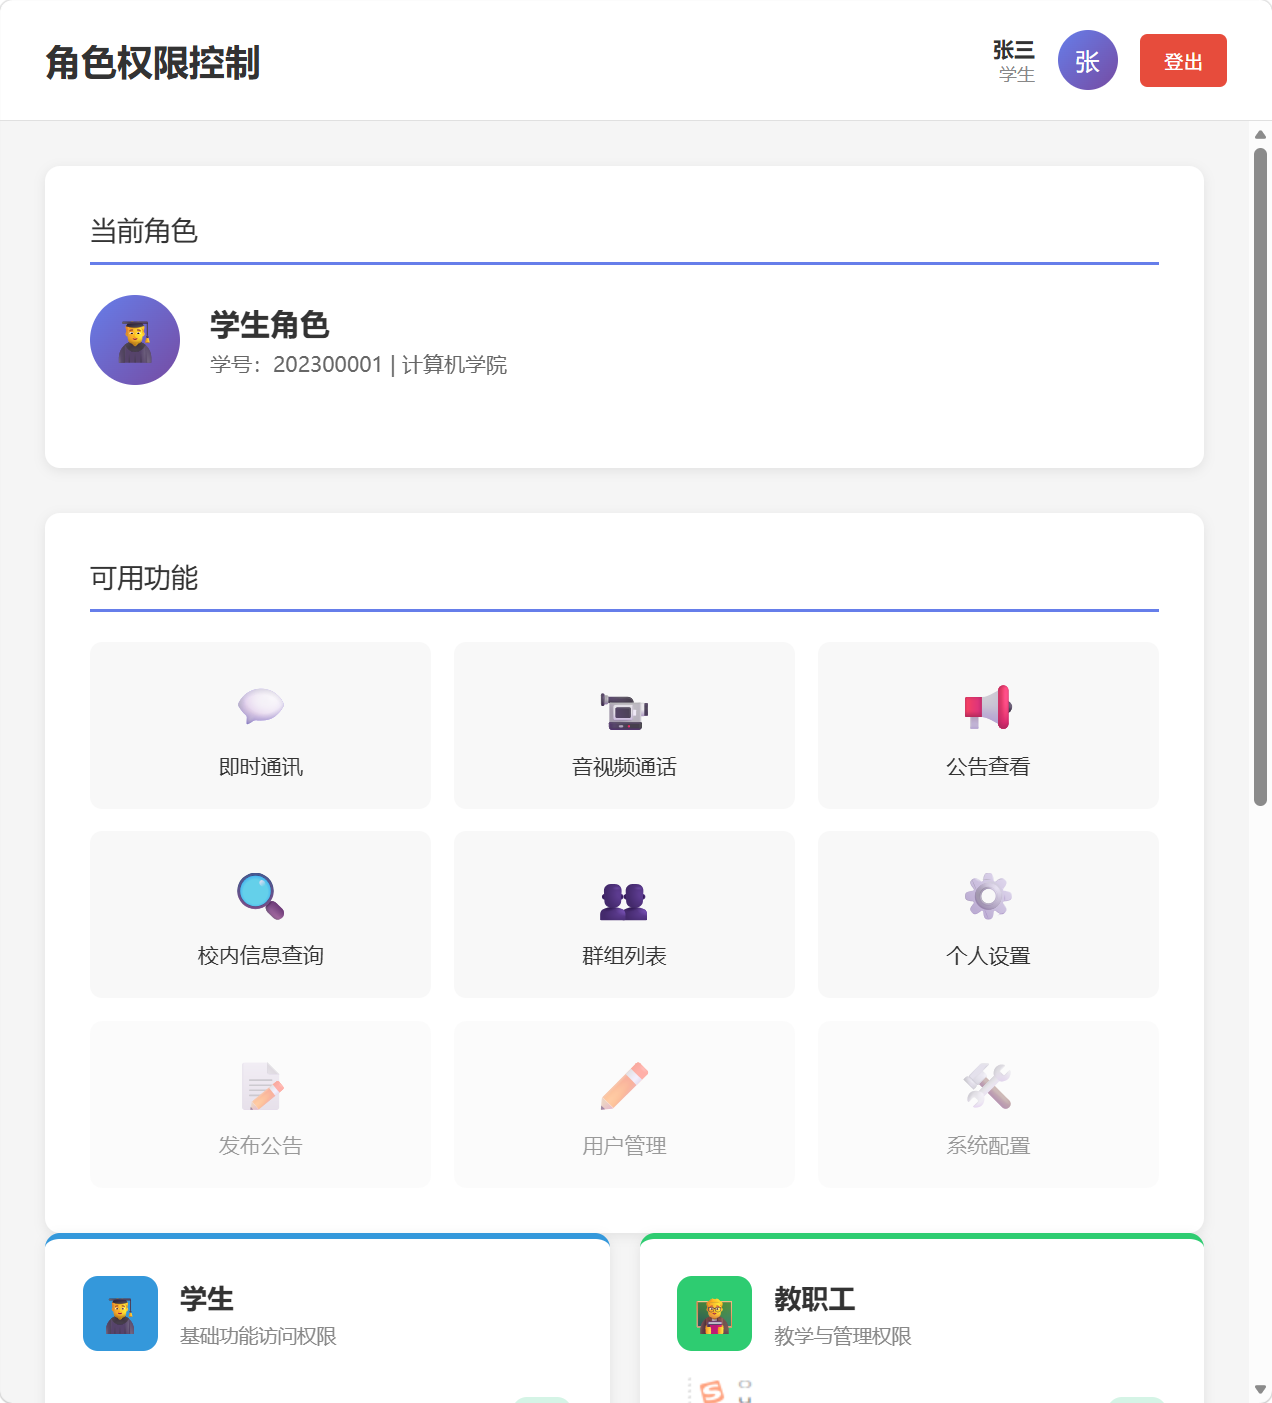 角色权限控制
张三
学生
张
登出
当前角色
学生角色
学号：202300001 | 计算机学院
可用功能
即时通讯
音视频通话
公告查看
校内信息查询
群组列表
个人设置
发布公告
用户管理
系统配置
学生
基础功能访问权限
教职工
教学与管理权限